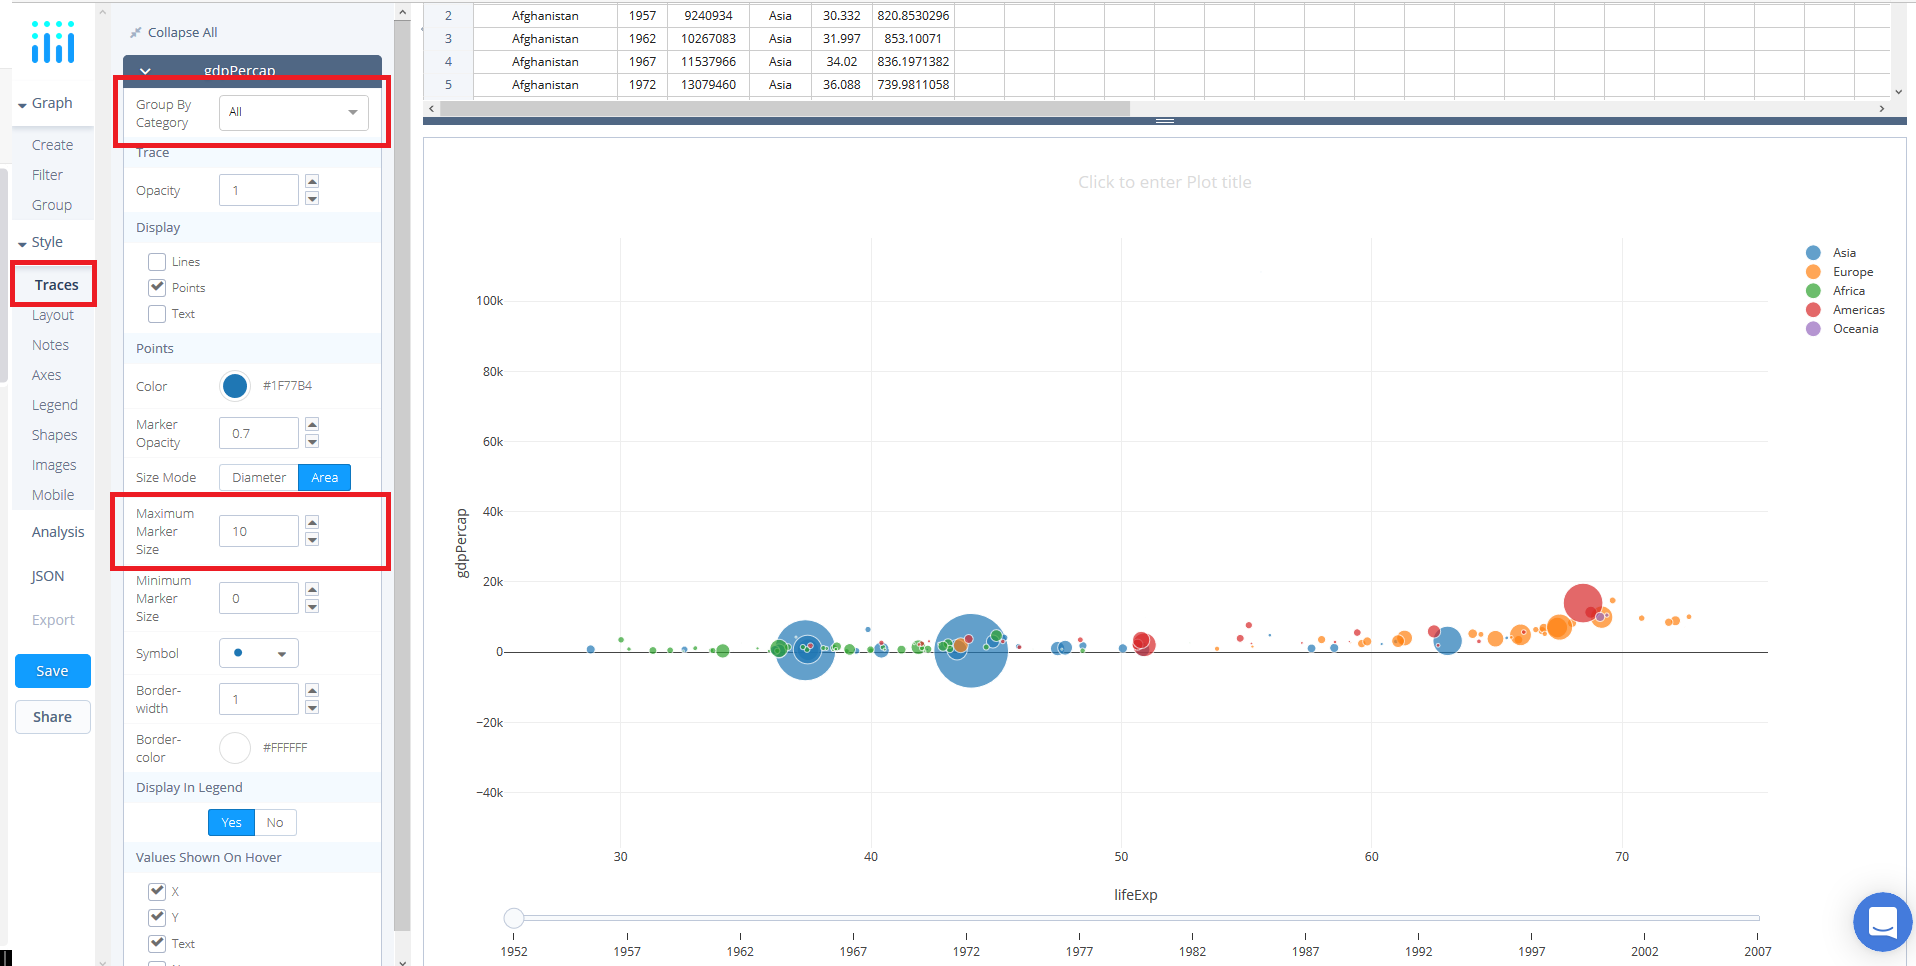 Collapse All
gdpPercap
Group By
Category
All
Trace
Opacity
1
Display
Lines
Points
Text
Points
Color
#1F77B4
Marker
Opacity
0.7
Size Mode
Diameter
Area
Maximum
Marker
Size
10
Minimum
Marker
Size
0
Symbol
Border-
width
1
Border-
color
#FFFFFF
Display In Legend
Yes
No
Values Shown On Hover
X
Y
Text
Graph
Create
Filter
Group
Style
Traces
Layout
Notes
Axes
Legend
Shapes
Images
Mobile
Analysis
JSON
Export
Save
Share
2 Afghanistan 1957 9240934 Asia 30.332 820.8530296
3 Afghanistan 1962 10267083 Asia 31.997 853.10071
4 Afghanistan 1967 11537966 Asia 34.02 836.1971382
5 Afghanistan 1972 13079460 Asia 36.088 739.9811058
Click to enter Plot title
Asia
Europe
Africa
Americas
Oceania
100k
80k
60k
40k
20k
0
−20k
−40k
gdpPercap
30 40 50 60 70
lifeExp
1952 1957 1962 1967 1972 1977 1982 1987 1992 1997 2002 2007